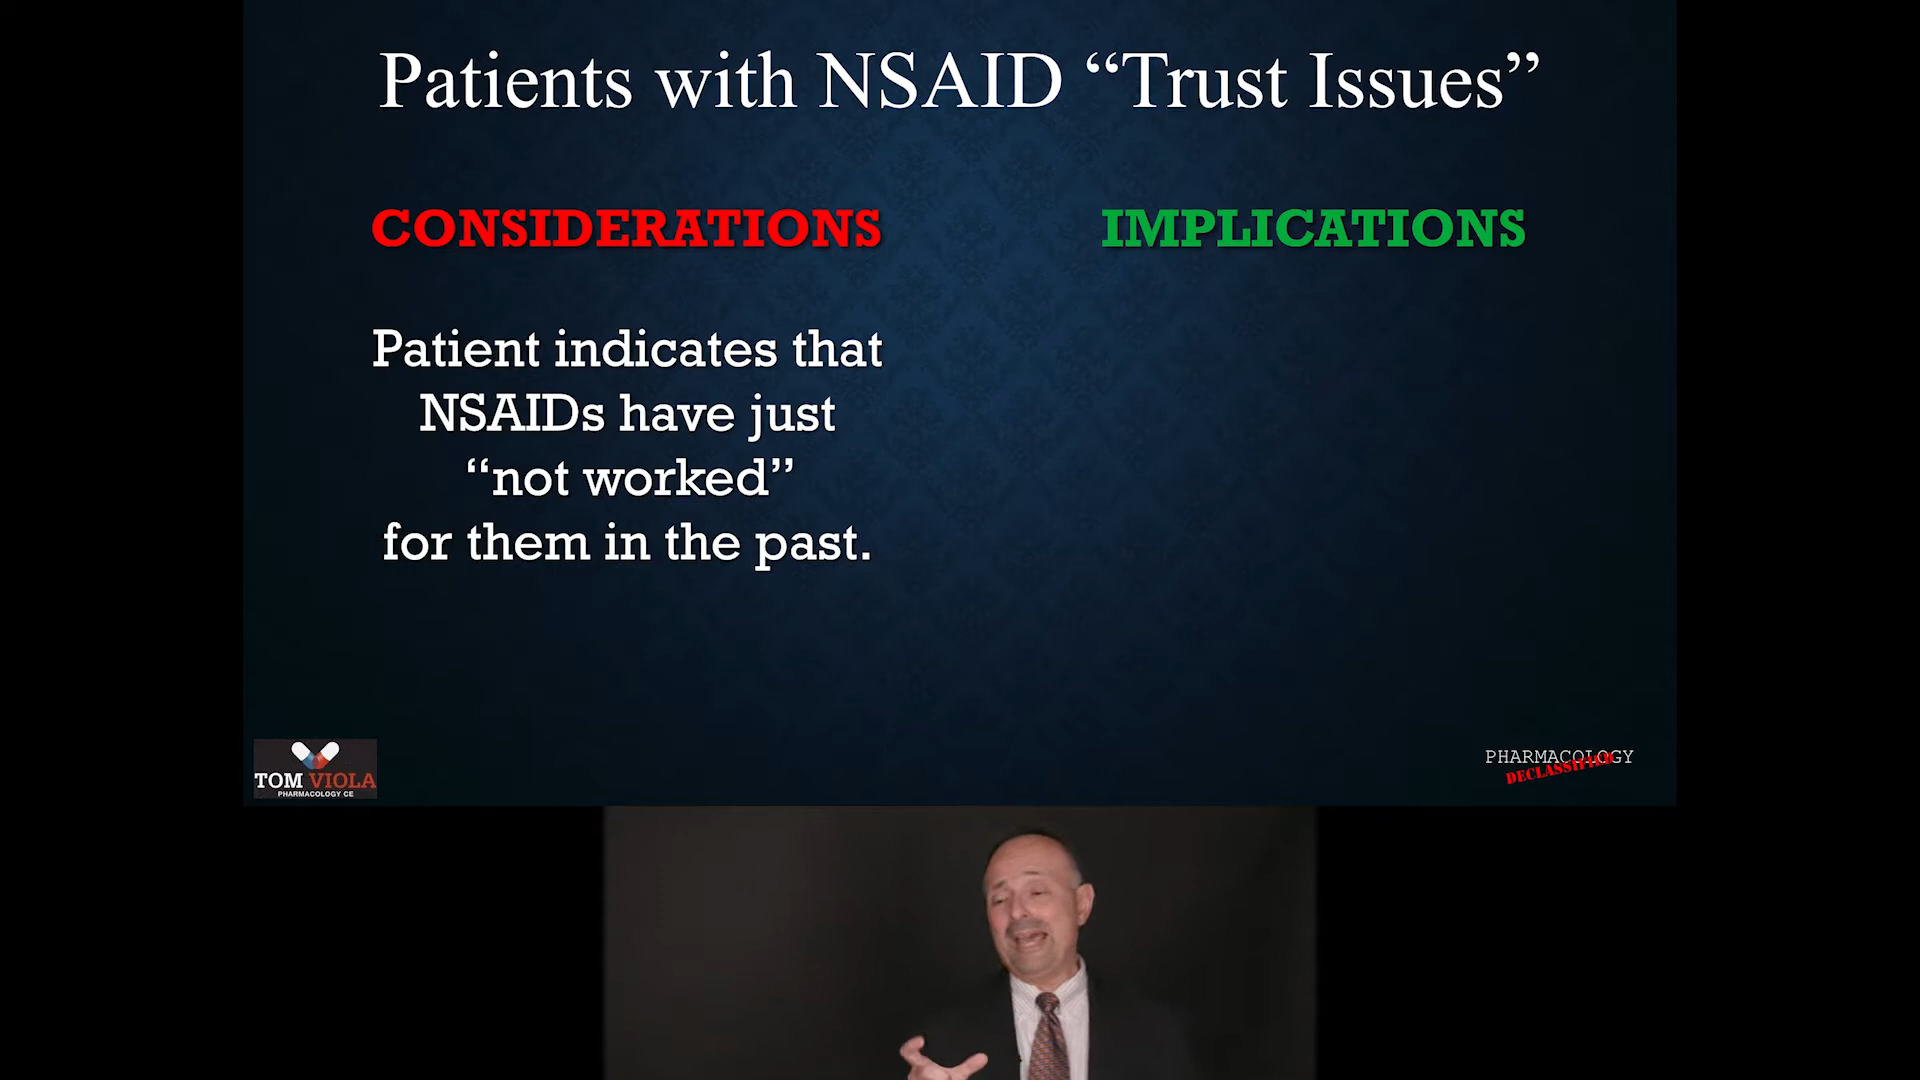 Patients with NSAID “Trust Issues”
CONSIDERATIONS
IMPLICATIONS
Patient indicates that
NSAIDs have just
“not worked”
for them in the past.
TOM VIOLA
PHARMACOLOGY CE
PHARMACOLOGY
DECLASSIFIED